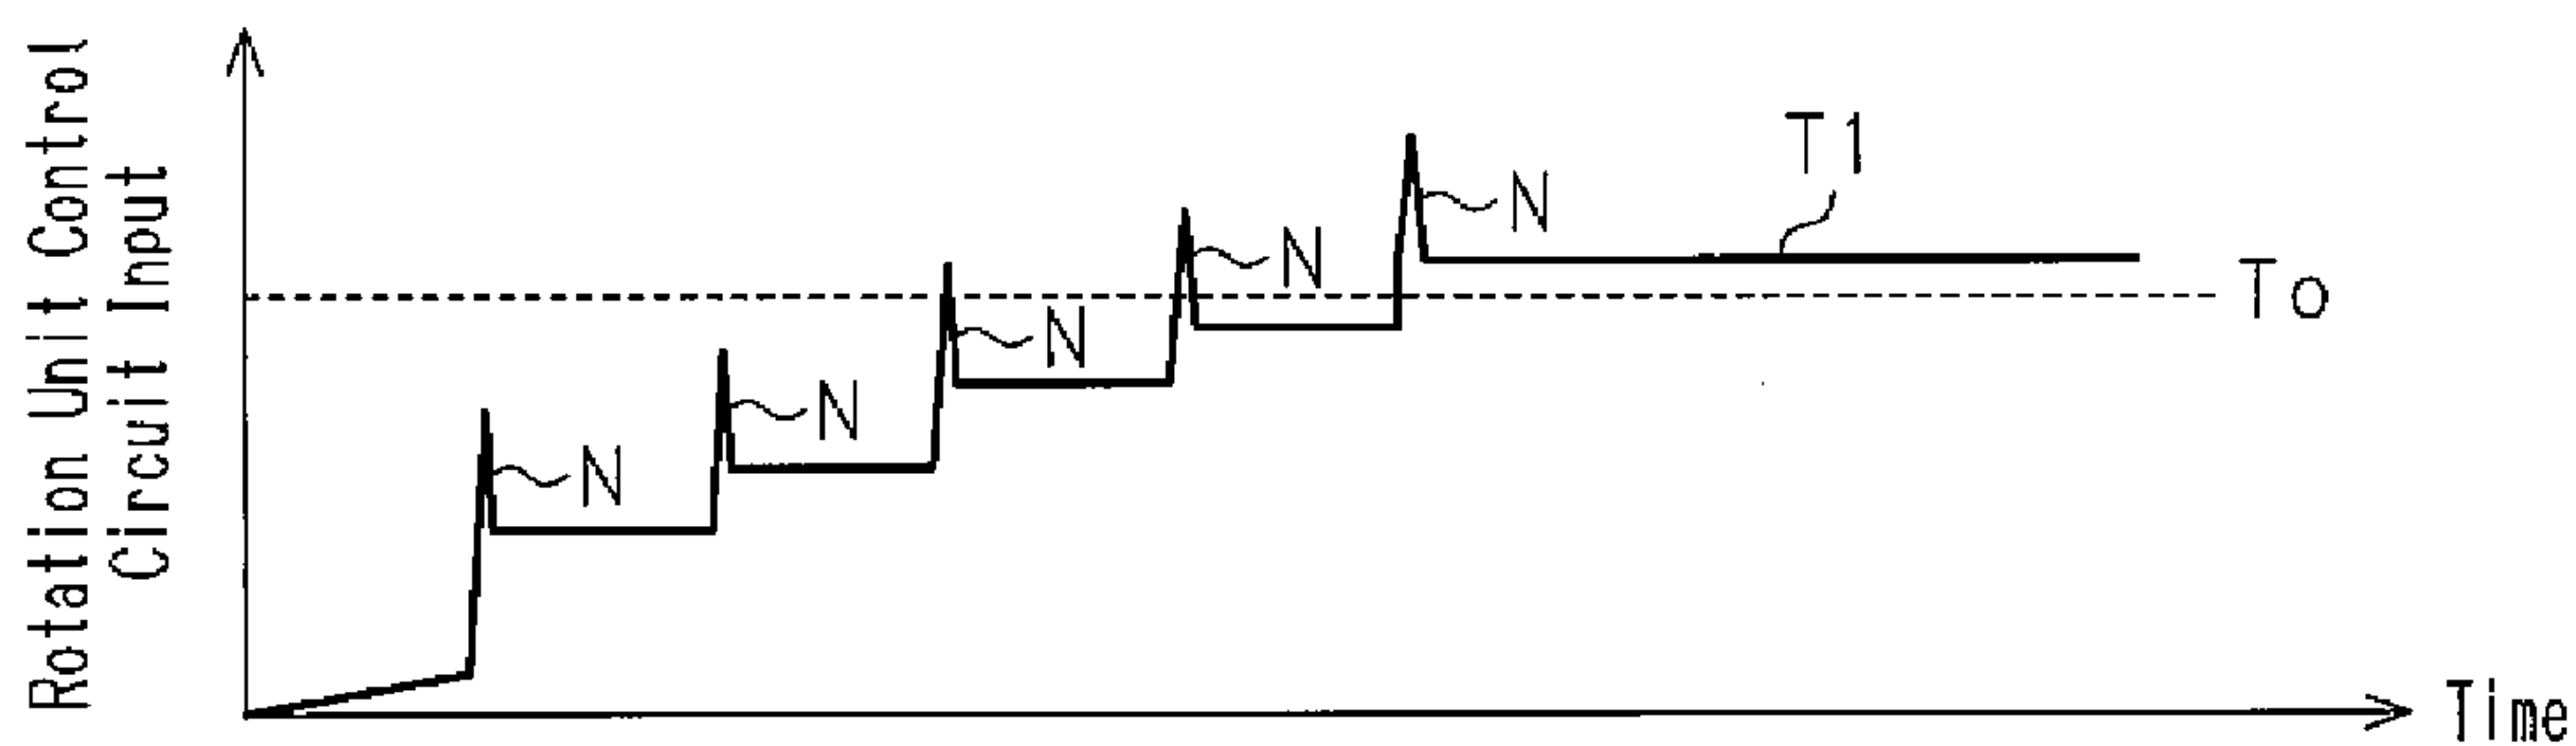 Rotation Unit Control
Circuit Input
N
N
N
N
N
T1
To
Time